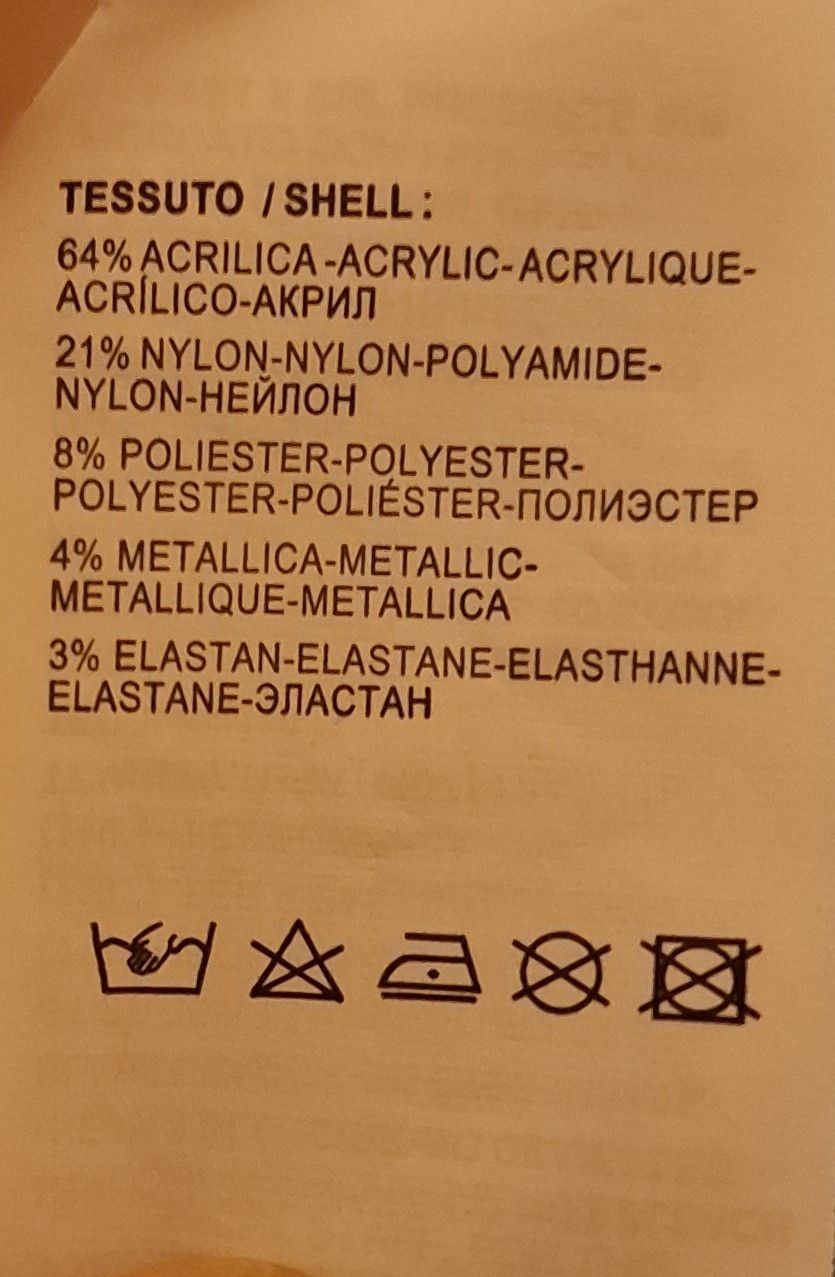 TESSUTO / SHELL :
64% ACRILICA -ACRYLIC- ACRYLIQUE-
ACRÍLICO-АКРИЛ
21% NYLON-NYLON-POLYAMIDE-
NYLON-НЕЙЛОН
8% POLIESTER-POLYESTER-
POLYESTER-POLIÉSTER-ПОЛИЭСТЕР
4% METALLICA-METALLIC-
METALLIQUE-METALLICA
3% ELASTAN-ELASTANE-ELASTHANNE-
ELASTANE-ЭЛАСТАН